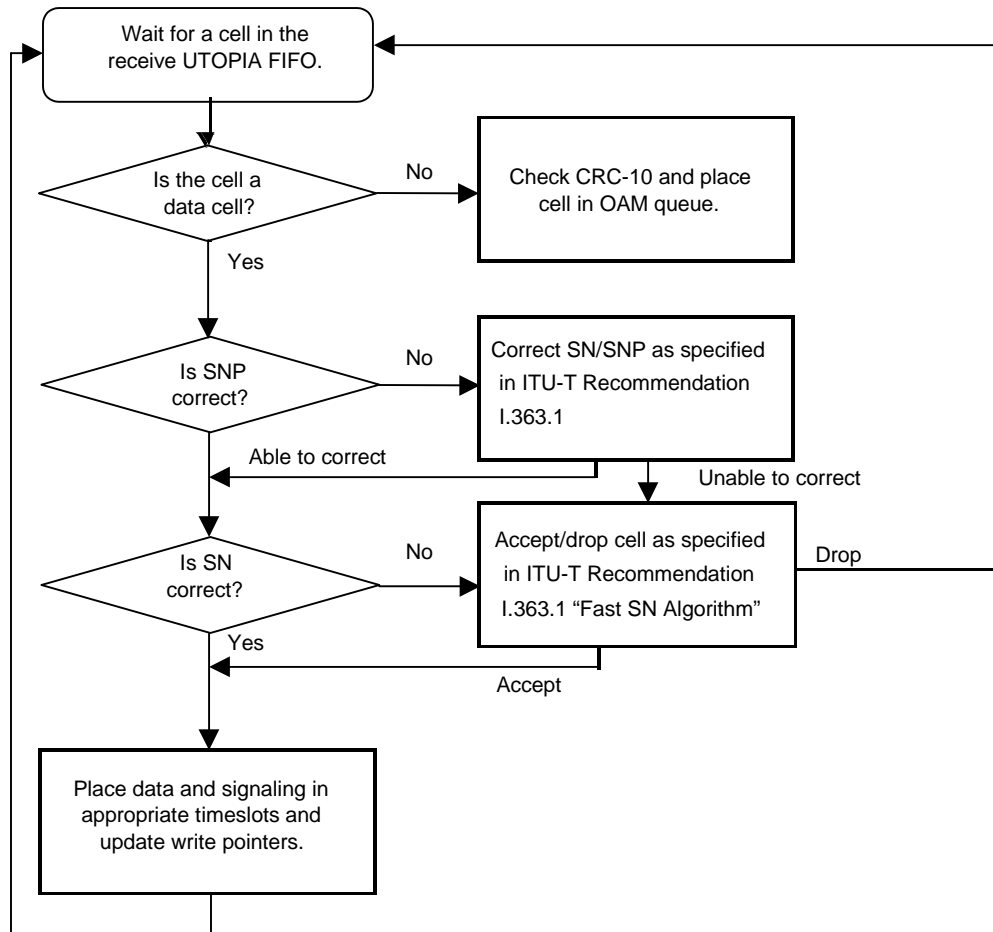 Wait for a cell in the
receive UTOPIA FIFO.
Is the cell a
data cell?
No
Check CRC-10 and place
cell in OAM queue.
Yes
Is SNP
correct?
No
Correct SN/SNP as specified
in ITU-T Recommendation
I.363.1
Able to correct
Unable to correct
Is SN
correct?
No
Accept/drop cell as specified
in ITU-T Recommendation
I.363.1 “Fast SN Algorithm”
Drop
Yes
Accept
Place data and signaling in
appropriate timeslots and
update write pointers.